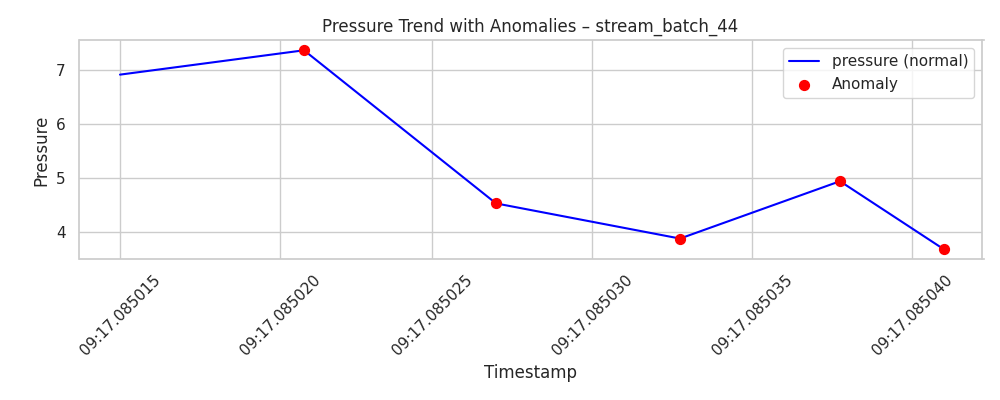 Pressure Trend with Anomalies – stream_batch_44
pressure (normal)
Anomaly
Pressure
7
6
5
4
09:17.085015
09:17.085020
09:17.085025
09:17.085030
09:17.085035
09:17.085040
Timestamp